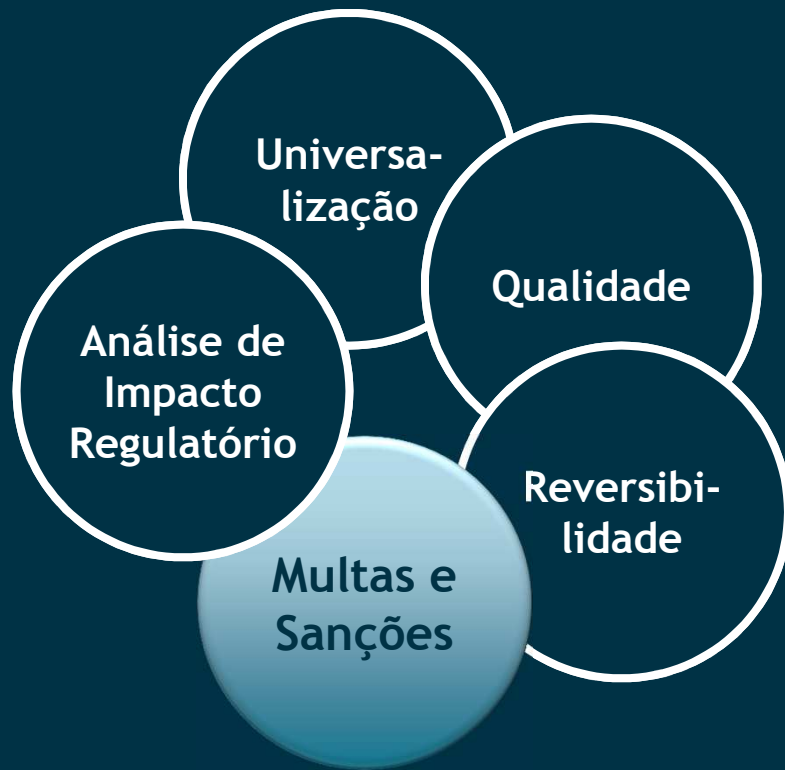 Universa-
lização
Qualidade
Análise de
Impacto
Regulatório
Reversibi-
lidade
Multas e
Sanções